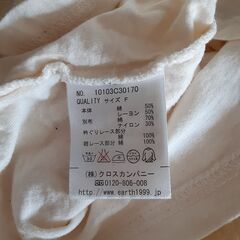 NO 10103C30170
QUALITY サイズ F
本体 綿 50%
レーヨン 50%
別布 綿 70%
ナイロン 30%
衿ぐりレース部分
綿 100%
裾レース部分
綿 100%
(株)クロスカンパニー
0120-806-008
http://www.earth1999.jp